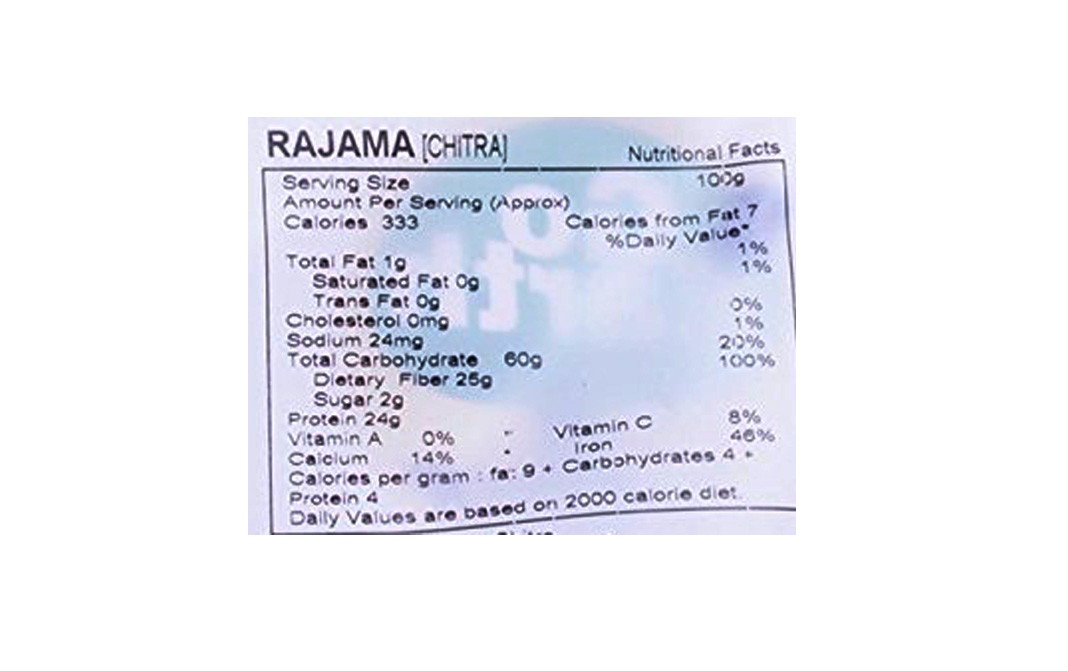 RAJAMA [CHITRA] Nutritional Facts
Serving Size 100g
Amount Per Serving (Approx)
Calories 333 Calories from Fat 7
%Daily Value*
1%
Total Fat 1g 1%
Saturated Fat 0g
Trans Fat 0g 0%
Cholesterol 0mg 1%
Sodium 24mg 20%
Total Carbohydrate 60g 100%
Dietary Fiber 25g
Sugar 2g
Protein 24g
Vitamin A 0% Vitamin C 8%
Calcium 14% Iron 46%
Calories per gram : fat 9 + Carbohydrates 4 +
Protein 4
Daily Values are based on 2000 calorie diet.